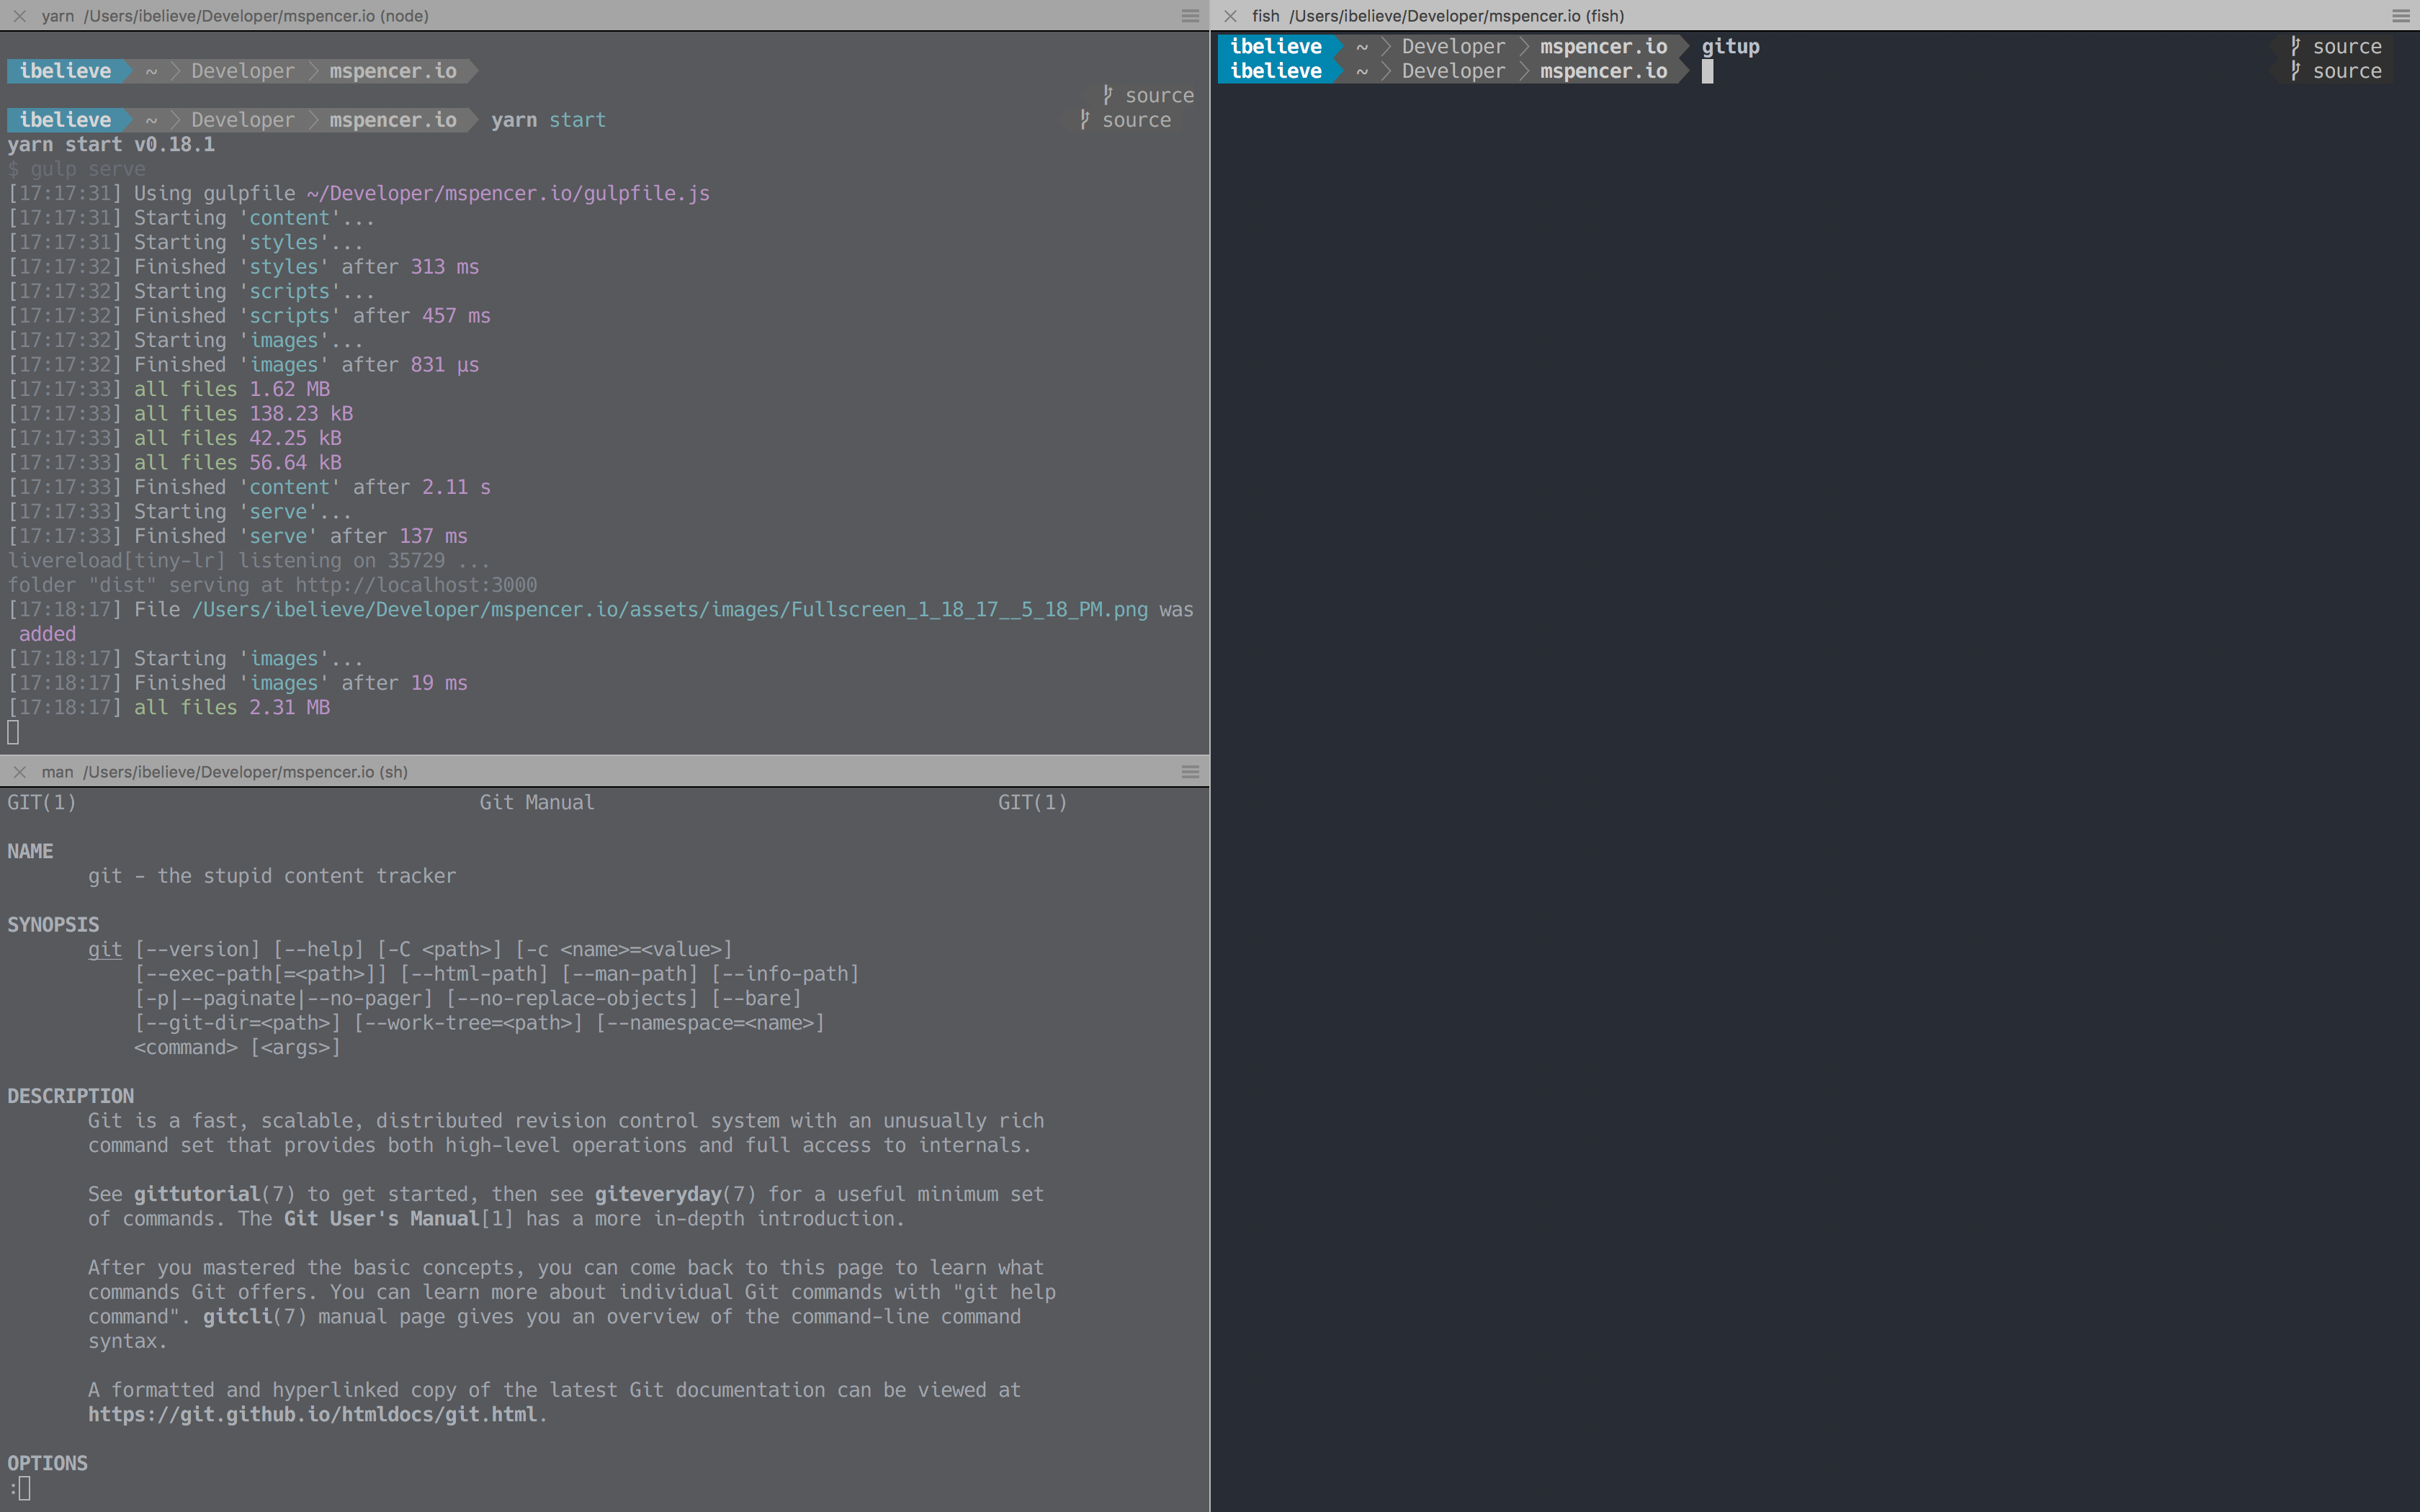 yarn /Users/ibelieve/Developer/mspencer.io (node)
ibelieve ~ Developer mspencer.io
source
ibelieve ~ Developer mspencer.io yarn start source
yarn start v0.18.1
$ gulp serve
[17:17:31] Using gulpfile ~/Developer/mspencer.io/gulpfile.js
[17:17:31] Starting 'content'...
[17:17:31] Starting 'styles'...
[17:17:32] Finished 'styles' after 313 ms
[17:17:32] Starting 'scripts'...
[17:17:32] Finished 'scripts' after 457 ms
[17:17:32] Starting 'images'...
[17:17:32] Finished 'images' after 831 μs
[17:17:33] all files 1.62 MB
[17:17:33] all files 138.23 kB
[17:17:33] all files 42.25 kB
[17:17:33] all files 56.64 kB
[17:17:33] Finished 'content' after 2.11 s
[17:17:33] Starting 'serve'...
[17:17:33] Finished 'serve' after 137 ms
livereload[tiny-lr] listening on 35729 ...
folder "dist" serving at http://localhost:3000
[17:18:17] File /Users/ibelieve/Developer/mspencer.io/assets/images/Fullscreen_1_18_17__5_18_PM.png was
added
[17:18:17] Starting 'images'...
[17:18:17] Finished 'images' after 19 ms
[17:18:17] all files 2.31 MB
man /Users/ibelieve/Developer/mspencer.io (sh)
GIT(1) Git Manual GIT(1)
NAME
git - the stupid content tracker
SYNOPSIS
git [--version] [--help] [-C <path>] [-c <name>=<value>]
[--exec-path[=<path>]] [--html-path] [--man-path] [--info-path]
[-p|--paginate|--no-pager] [--no-replace-objects] [--bare]
[--git-dir=<path>] [--work-tree=<path>] [--namespace=<name>]
<command> [<args>]
DESCRIPTION
Git is a fast, scalable, distributed revision control system with an unusually rich
command set that provides both high-level operations and full access to internals.
See gittutorial(7) to get started, then see giteveryday(7) for a useful minimum set
of commands. The Git User's Manual[1] has a more in-depth introduction.
After you mastered the basic concepts, you can come back to this page to learn what
commands Git offers. You can learn more about individual Git commands with "git help
command". gitcli(7) manual page gives you an overview of the command-line command
syntax.
A formatted and hyperlinked copy of the latest Git documentation can be viewed at
https://git.github.io/htmldocs/git.html.
OPTIONS
:
fish /Users/ibelieve/Developer/mspencer.io (fish)
ibelieve ~ Developer mspencer.io gitup source
ibelieve ~ Developer mspencer.io source